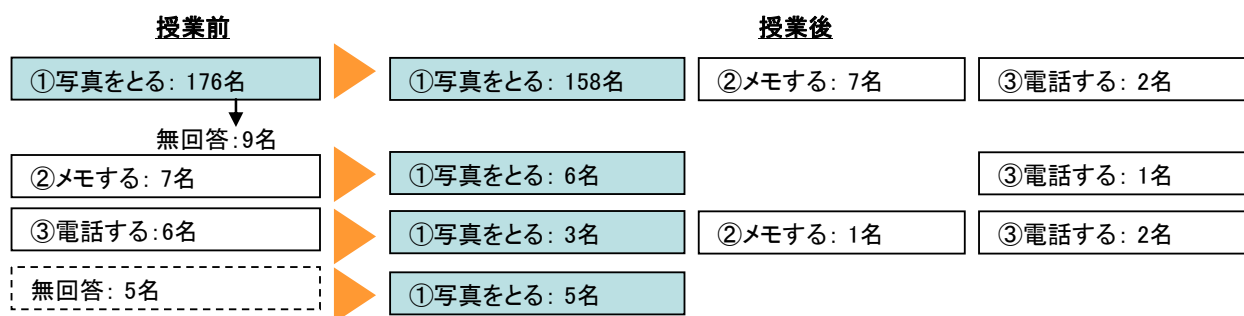 授業前 授業後
①写真をとる: 176名 ①写真をとる: 158名 ②メモする: 7名 ③電話する: 2名
無回答:9名
②メモする: 7名 ①写真をとる: 6名 ③電話する: 1名
③電話する:6名 ①写真をとる: 3名 ②メモする: 1名 ③電話する: 2名
無回答: 5名 ①写真をとる: 5名